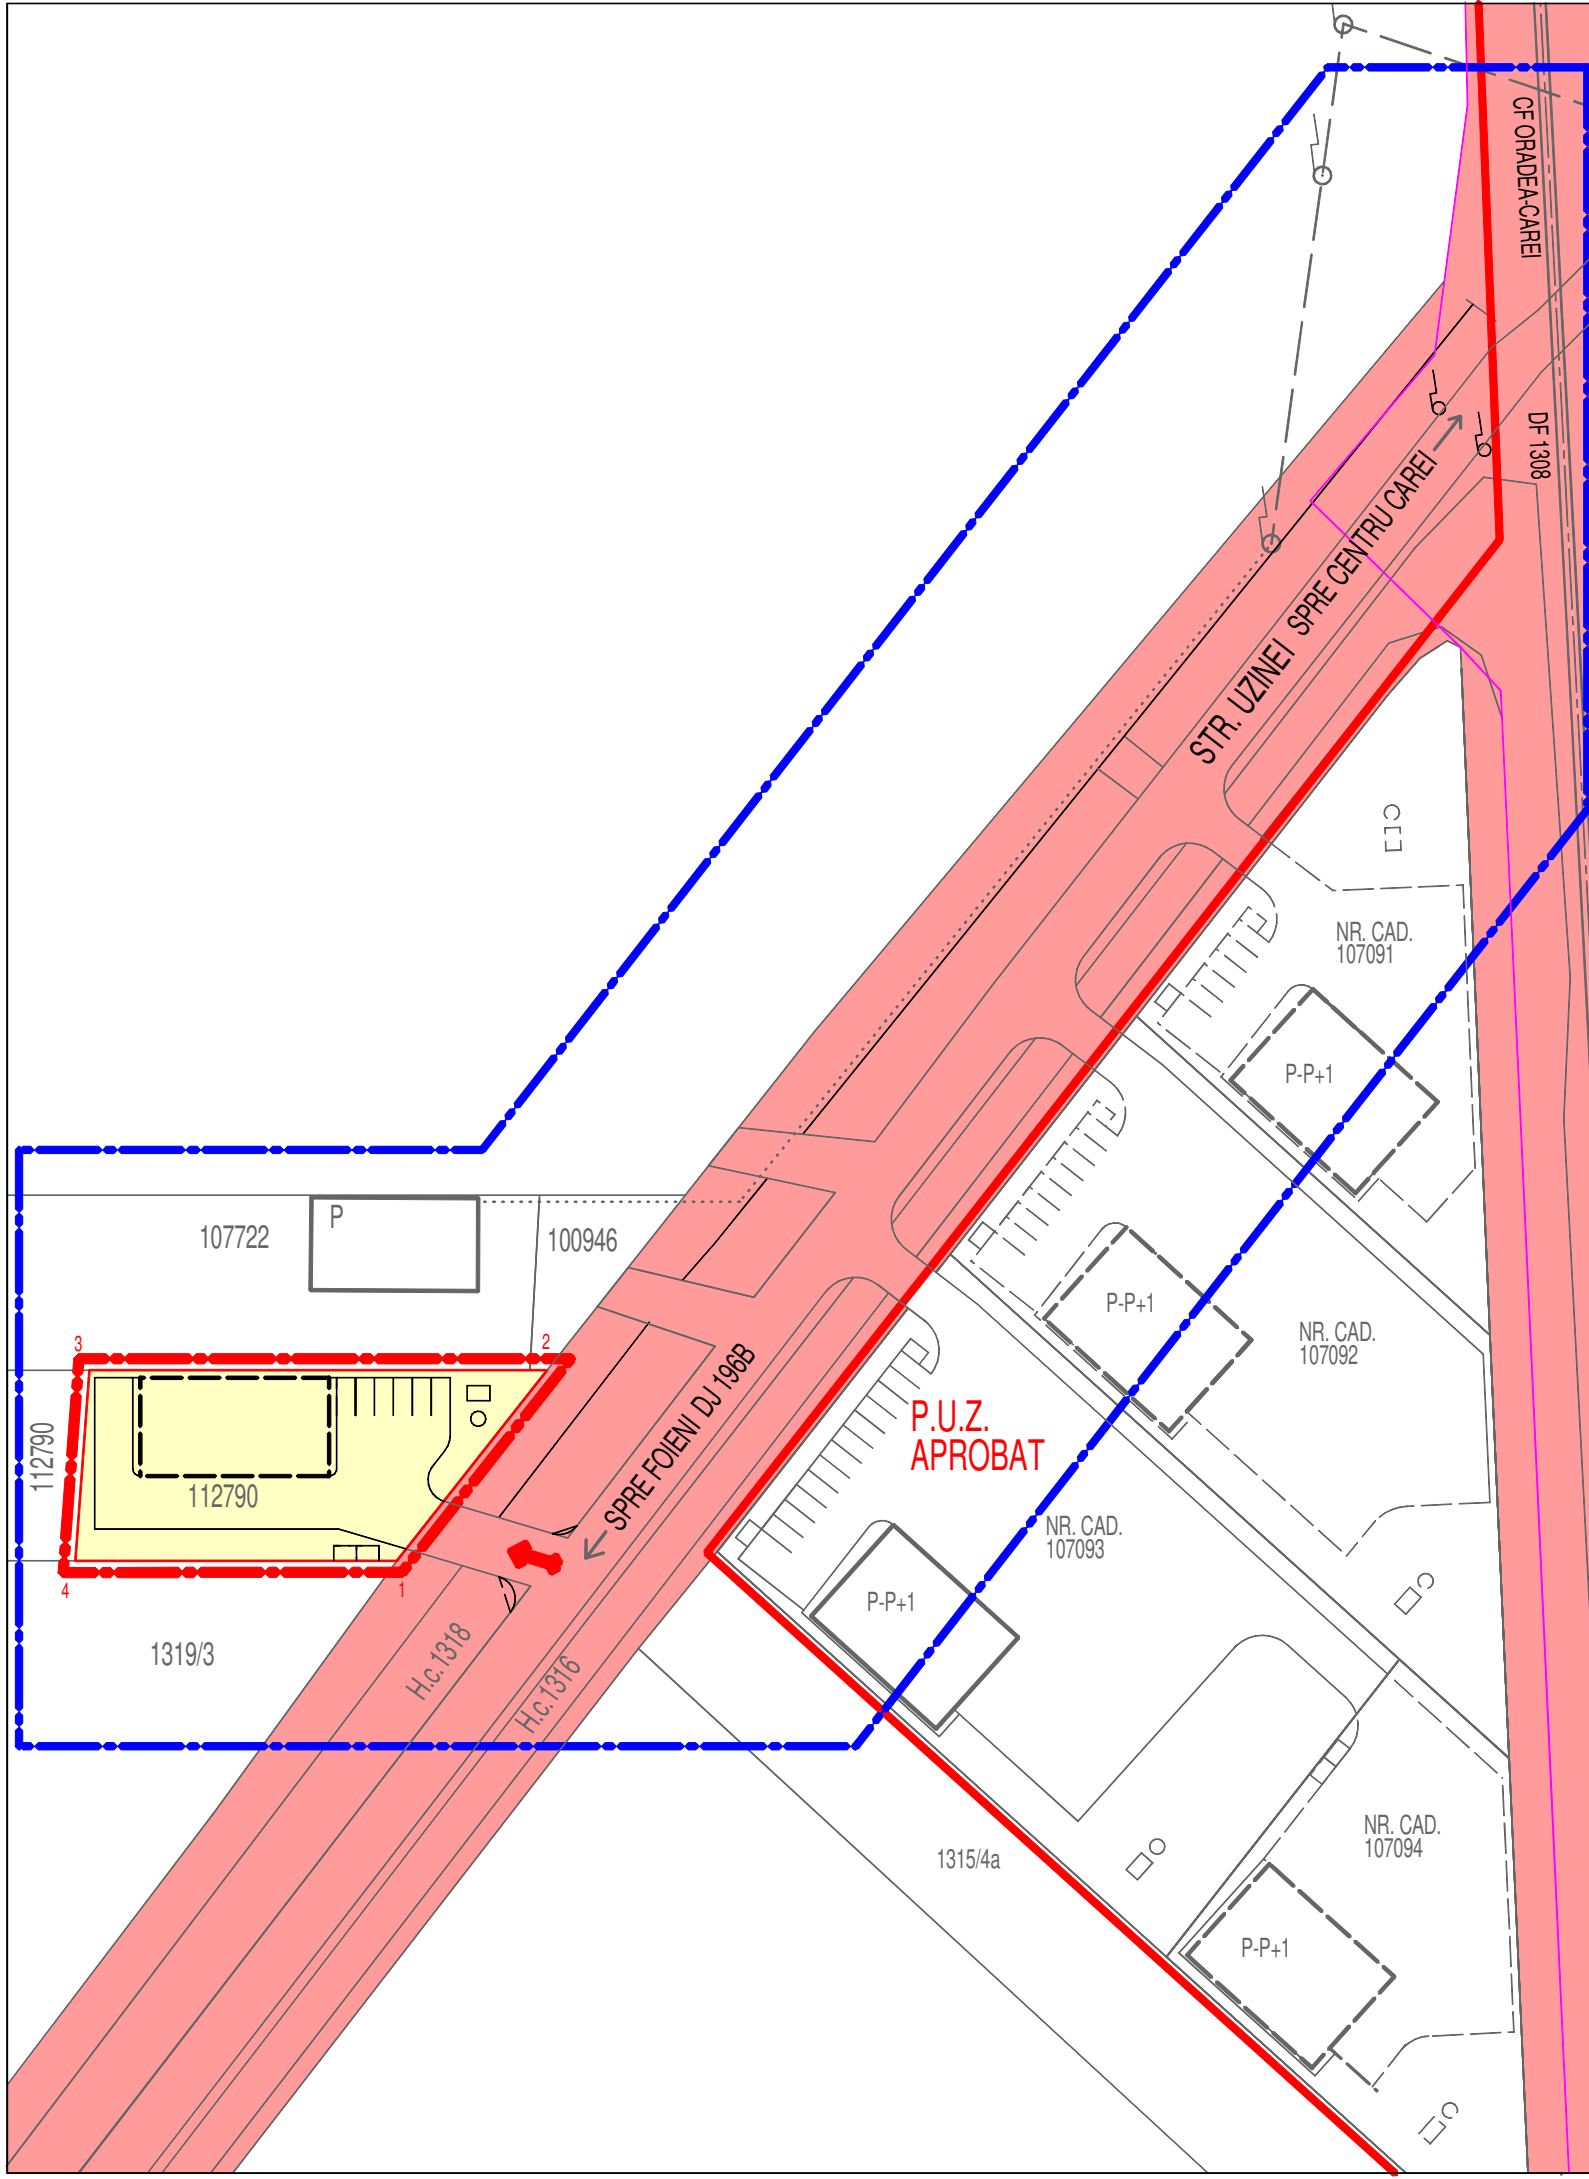 CF ORADEA-CAREI
DF 1308
STR. UZINEI SPRE CENTRU CAREI
NR. CAD.
107091
P-P+1
107722
P
100946
P-P+1
NR. CAD.
107092
3
2
SPRE FOIENI DJ 196B
P.U.Z.
APROBAT
112790
112790
NR. CAD.
107093
4
1
P-P+1
1319/3
H.c.1318
H.c.1316
NR. CAD.
107094
1315/4a
P-P+1